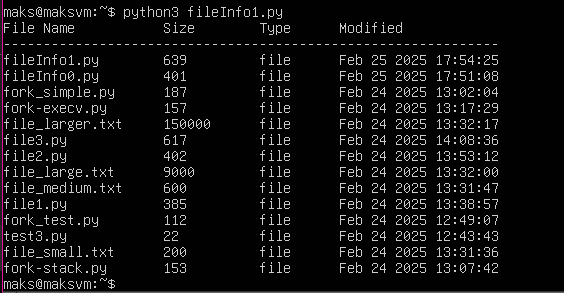 maks@maksvm:~$ python3 fileInfo1.py
File Name           Size        Type      Modified
--------------------------------------------------------------
fileInfo1.py        639         file      Feb 25 2025 17:54:25
fileInfo0.py        401         file      Feb 25 2025 17:51:08
fork_simple.py      187         file      Feb 24 2025 13:02:04
fork-execv.py       157         file      Feb 24 2025 13:17:29
file_larger.txt     150000      file      Feb 24 2025 13:32:17
file3.py            617         file      Feb 24 2025 14:08:36
file2.py            402         file      Feb 24 2025 13:53:12
file_large.txt      9000        file      Feb 24 2025 13:32:00
file_medium.txt     600         file      Feb 24 2025 13:31:47
file1.py            385         file      Feb 24 2025 13:38:57
fork_test.py        112         file      Feb 24 2025 12:49:07
test3.py            22          file      Feb 24 2025 12:43:43
file_small.txt      200         file      Feb 24 2025 13:31:36
fork-stack.py       153         file      Feb 24 2025 13:07:42
maks@maksvm:~$